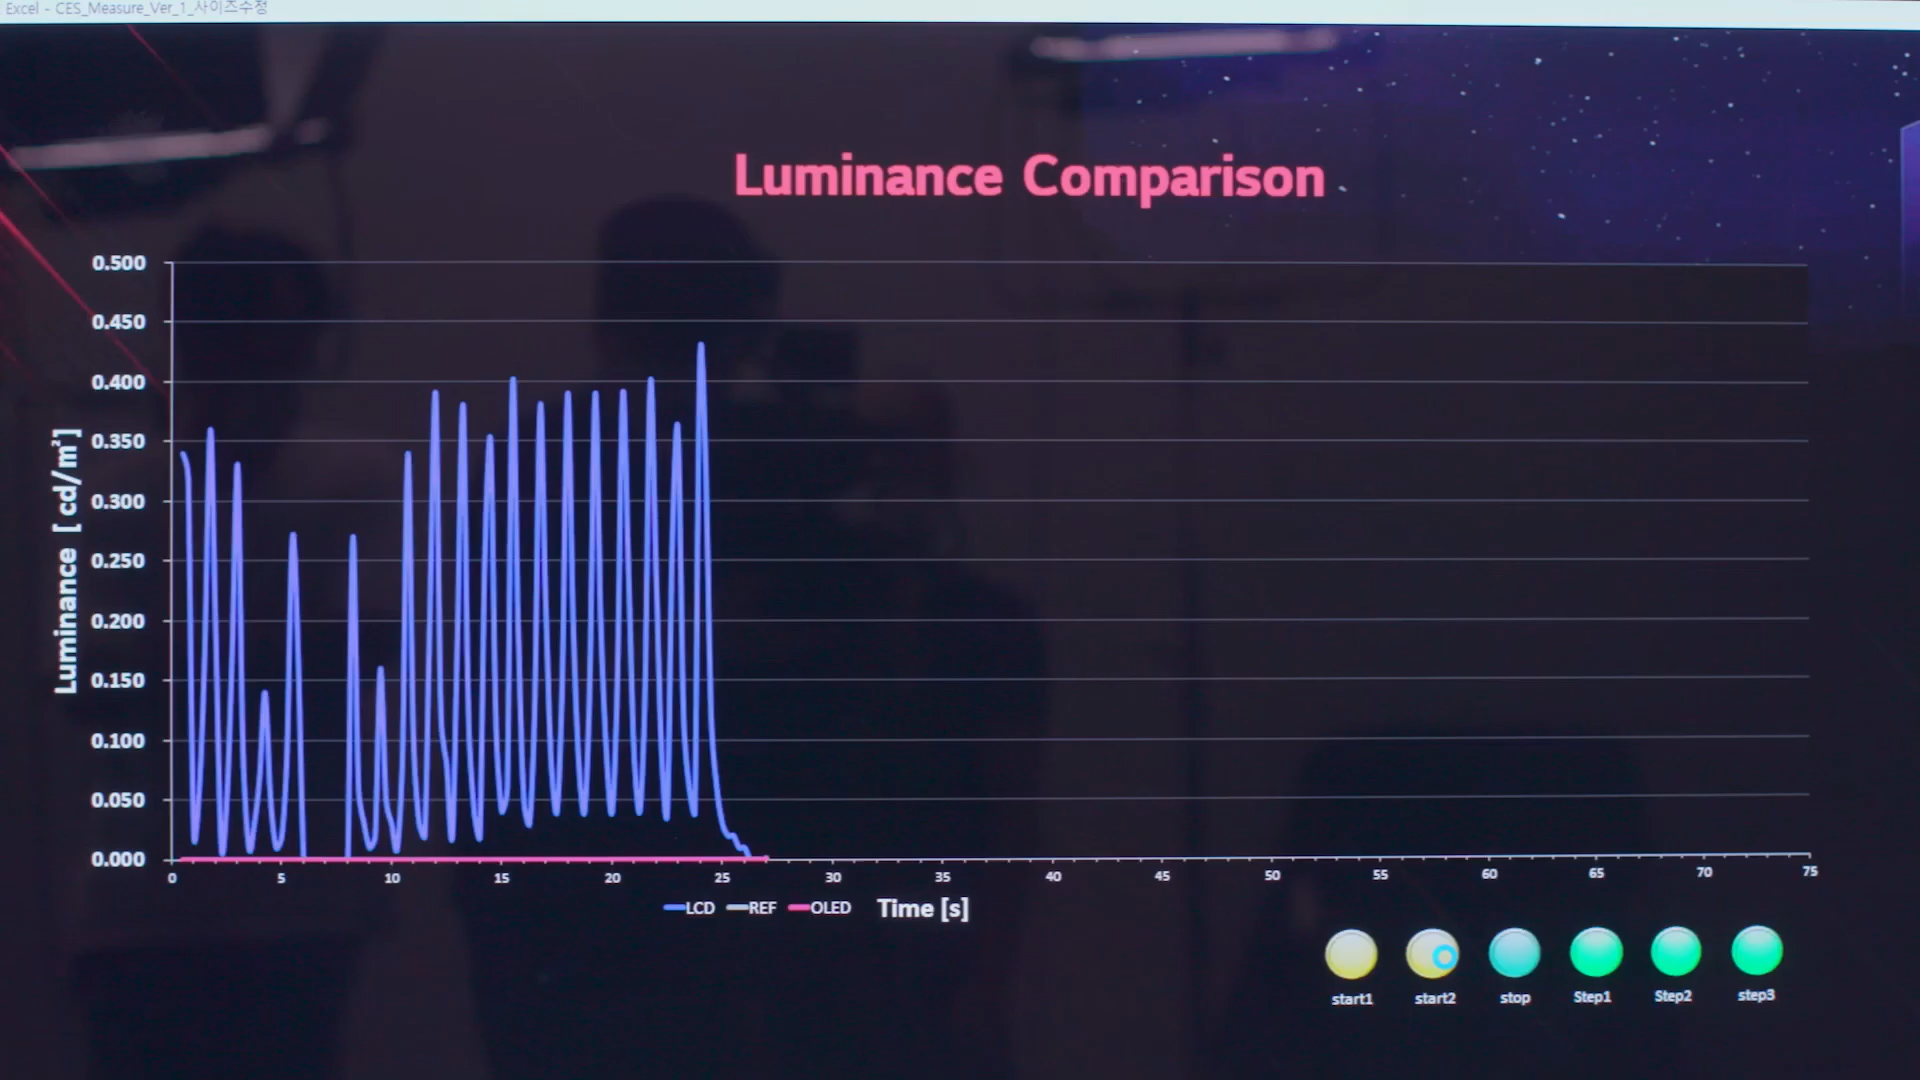 Excel - CES_Measure_Ver_1_사이즈수정
Luminance Comparison
Luminance [ cd/m² ]
0.500
0.450
0.400
0.350
0.300
0.250
0.200
0.150
0.100
0.050
0.000
0 5 10 15 20 25 30 35 40 45 50 55 60 65 70 75
LCD REF OLED Time [s]
start1 start2 stop Step1 Step2 step3